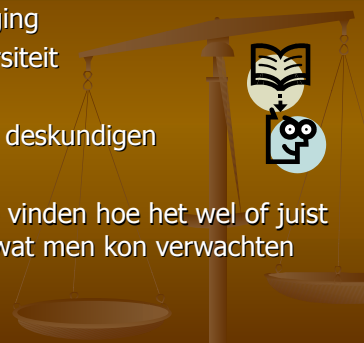 ging
rsiteit
deskundigen
vinden hoe het wel of juist
wat men kon verwachten